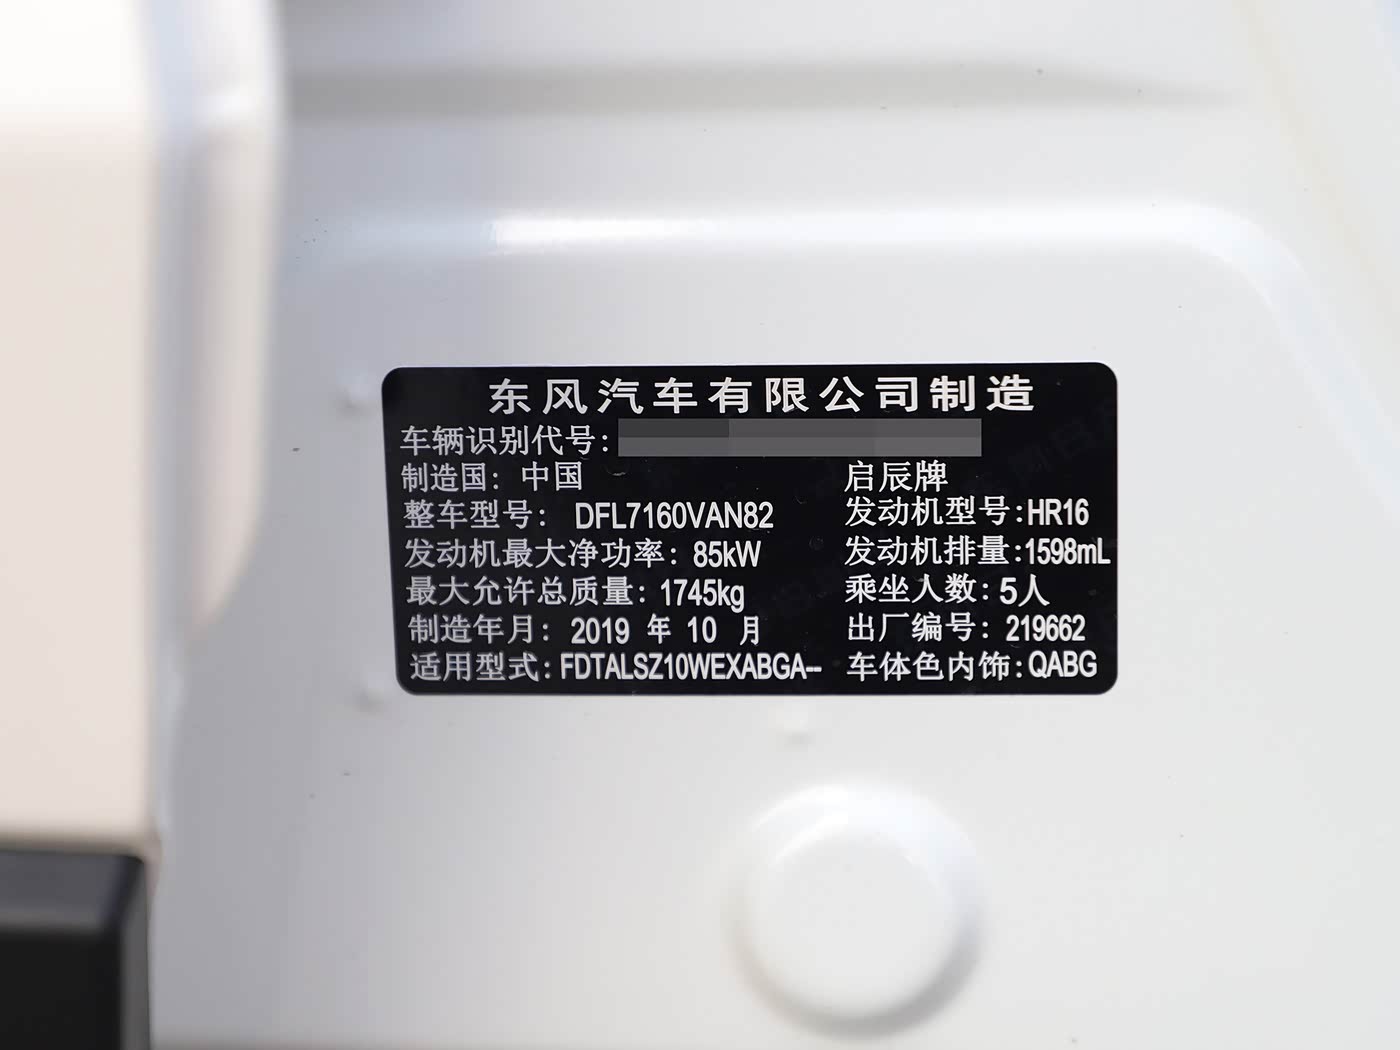 东风汽车有限公司制造
车辆识别代号:
制造国: 中国 启辰牌
整车型号: DFL7160VAN82 发动机型号:HR16
发动机最大净功率: 85kW 发动机排量:1598mL
最大允许总质量: 1745kg 乘坐人数: 5人
制造年月: 2019 年 10 月 出厂编号: 219662
适用型式: FDTALSZ10WEXABGA-- 车体色内饰:QABG